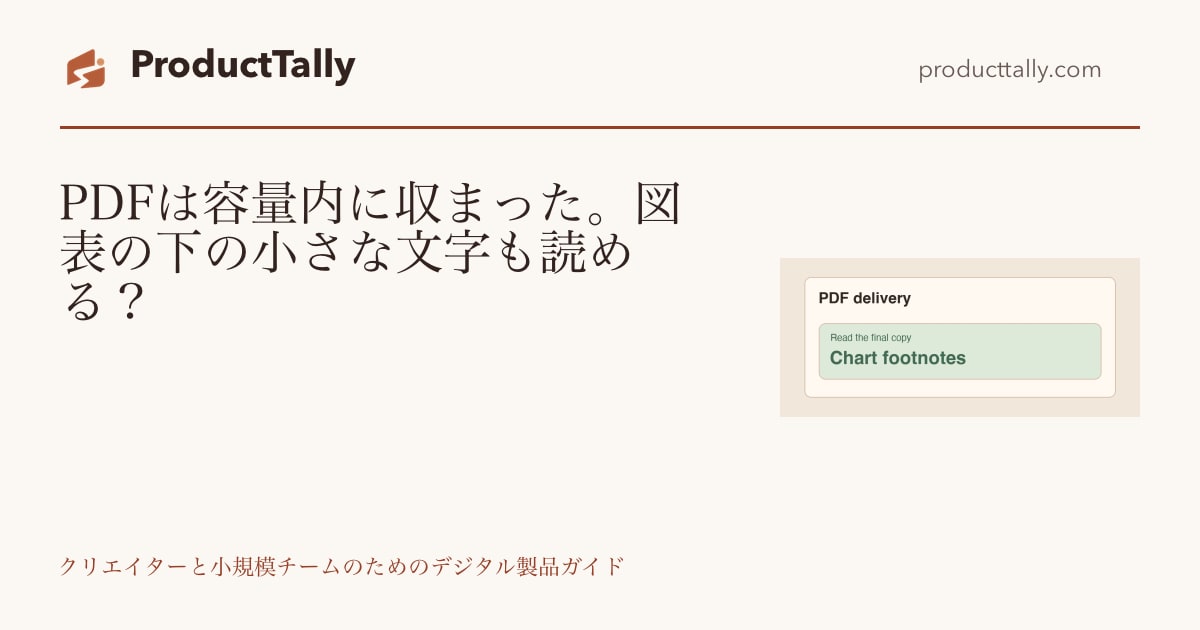 ProductTally
producttally.com
PDFは容量内に収まった。図
表の下の小さな文字も読め
る？
PDF delivery
Read the final copy
Chart footnotes
クリエイターと小規模チームのためのデジタル製品ガイド